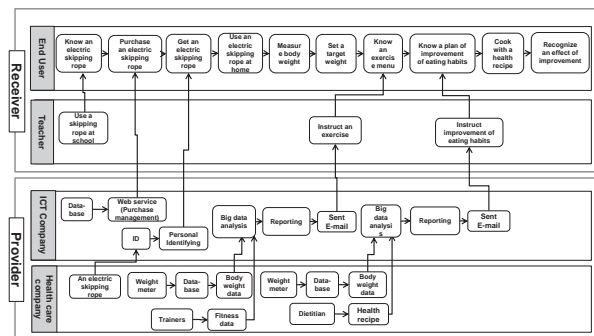 Receiver
End User
Know an
electric
skipping
rope
Purchase
an electric
skipping
rope
Get an
electric
skipping
rope
Use an
electric
skipping
rope at
home
Measur
e body
weight
Set a
target
weight
Know
an
exercis
e menu
Know a plan of
improvement
of eating habits
Cook
with a
health
recipe
Recognize
an effect of
improvement
Teacher
Use a
skipping
rope at
school
Instruct an
exercise
Instruct
improvement of
eating habits
Provider
ICT Company
Data-
base
Web service
(Purchase
management)
ID
Personal
Identifying
Big data
analysis
Reporting
Sent
E-mail
Big
data
analysi
s
Reporting
Sent
E-mail
Health care
company
An electric
skipping
rope
Weight
meter
Data-
base
Body
weight
data
Weight
meter
Data-
base
Body
weight
data
Trainers
Fitness
data
Dietitian
Health
recipe